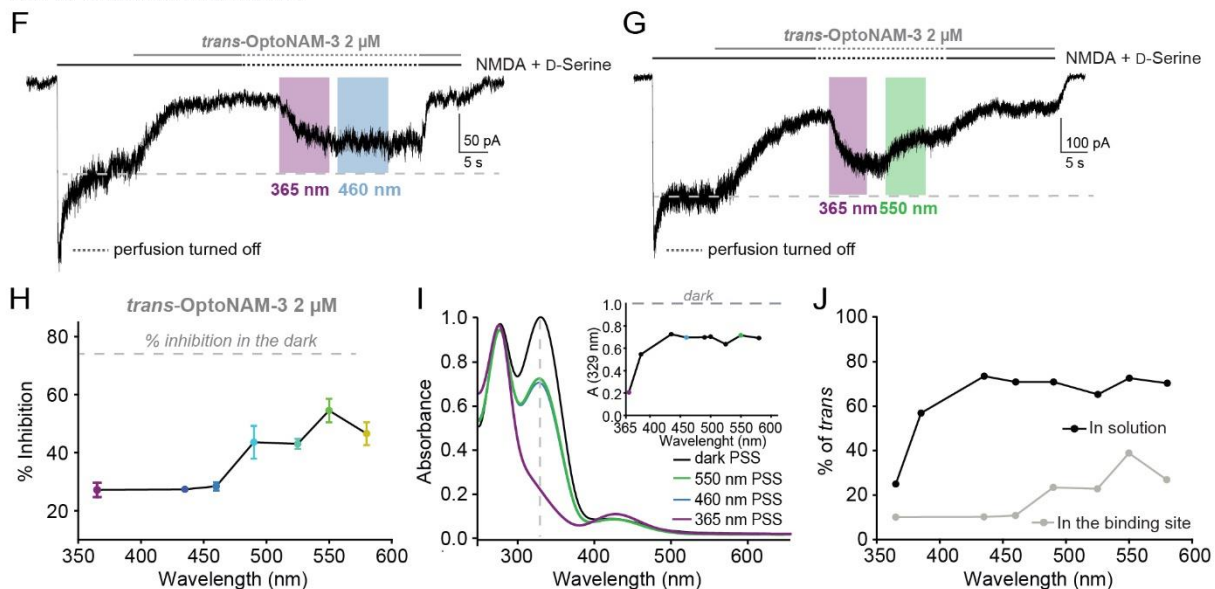 F
trans-OptoNAM-3 2 µM
NMDA + D-Serine
50 pA
5 s
365 nm
460 nm
perfusion turned off
G
trans-OptoNAM-3 2 µM
NMDA + D-Serine
100 pA
5 s
365 nm
550 nm
perfusion turned off
H
trans-OptoNAM-3 2 µM
% inhibition in the dark
% Inhibition
80
60
40
20
350
400
450
500
550
600
Wavelength (nm)
I
Absorbance
1.0
0.8
0.6
0.4
0.2
0.0
300
400
500
600
Wavelength (nm)
dark
A (329 nm)
1.0
0.8
0.6
0.4
0.2
0.0
365
400
450
500
550
600
Wavelenght (nm)
dark PSS
550 nm PSS
460 nm PSS
365 nm PSS
J
% of trans
100
80
60
40
20
0
350
400
450
500
550
600
In solution
In the binding site
Wavelength (nm)